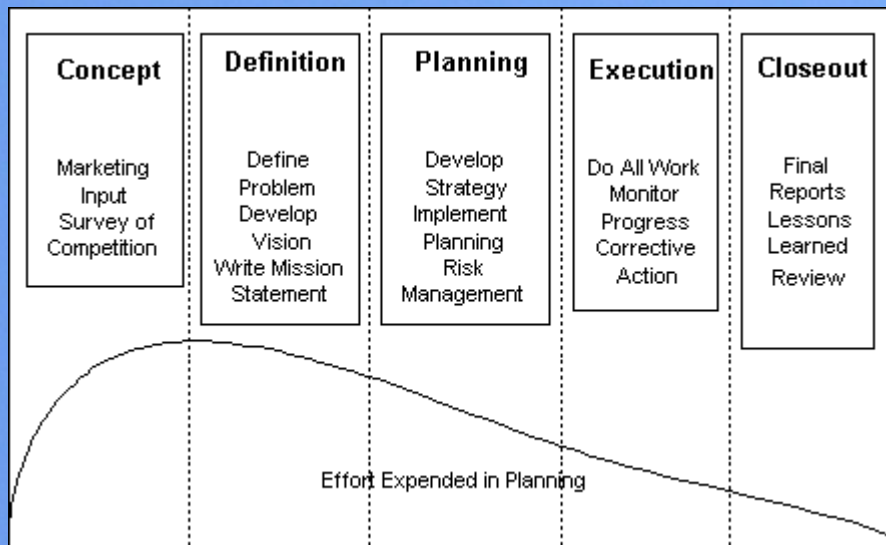 Concept
Marketing
Input
Survey of
Competition
Definition
Define
Problem
Develop
Vision
Write Mission
Statement
Planning
Develop
Strategy
Implement
Planning
Risk
Management
Execution
Do All Work
Monitor
Progress
Corrective
Action
Closeout
Final
Reports
Lessons
Learned
Review
Effort Expended in Planning